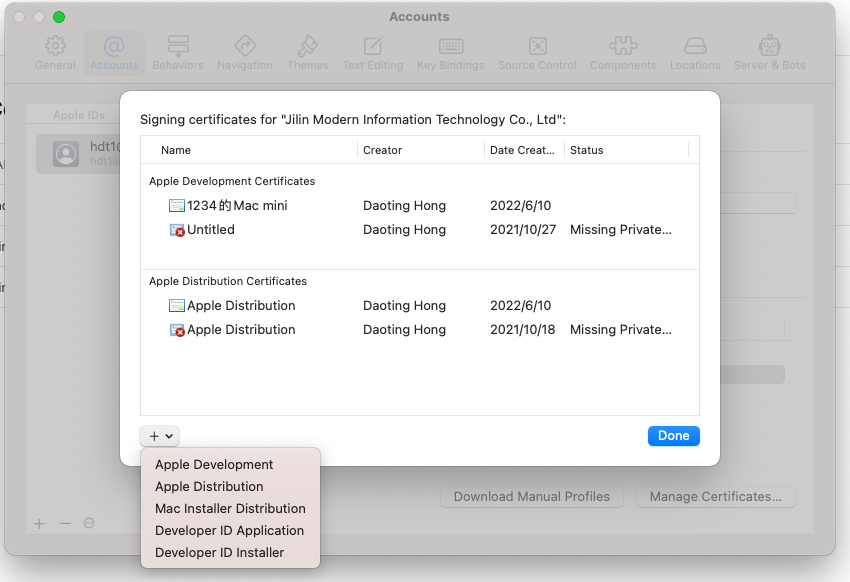 Accounts
General Accounts Behaviors Navigation Themes Text Editing Key Bindings Source Control Components Locations Server & Bots
Apple IDs
hdt1
hdt1@
Signing certificates for "Jilin Modern Information Technology Co., Ltd":
Name Creator Date Creat... Status
Apple Development Certificates
1234的Mac mini Daoting Hong 2022/6/10
Untitled Daoting Hong 2021/10/27 Missing Private...
Apple Distribution Certificates
Apple Distribution Daoting Hong 2022/6/10
Apple Distribution Daoting Hong 2021/10/18 Missing Private...
Done
Apple Development
Apple Distribution
Mac Installer Distribution
Developer ID Application
Developer ID Installer
Download Manual Profiles Manage Certificates...